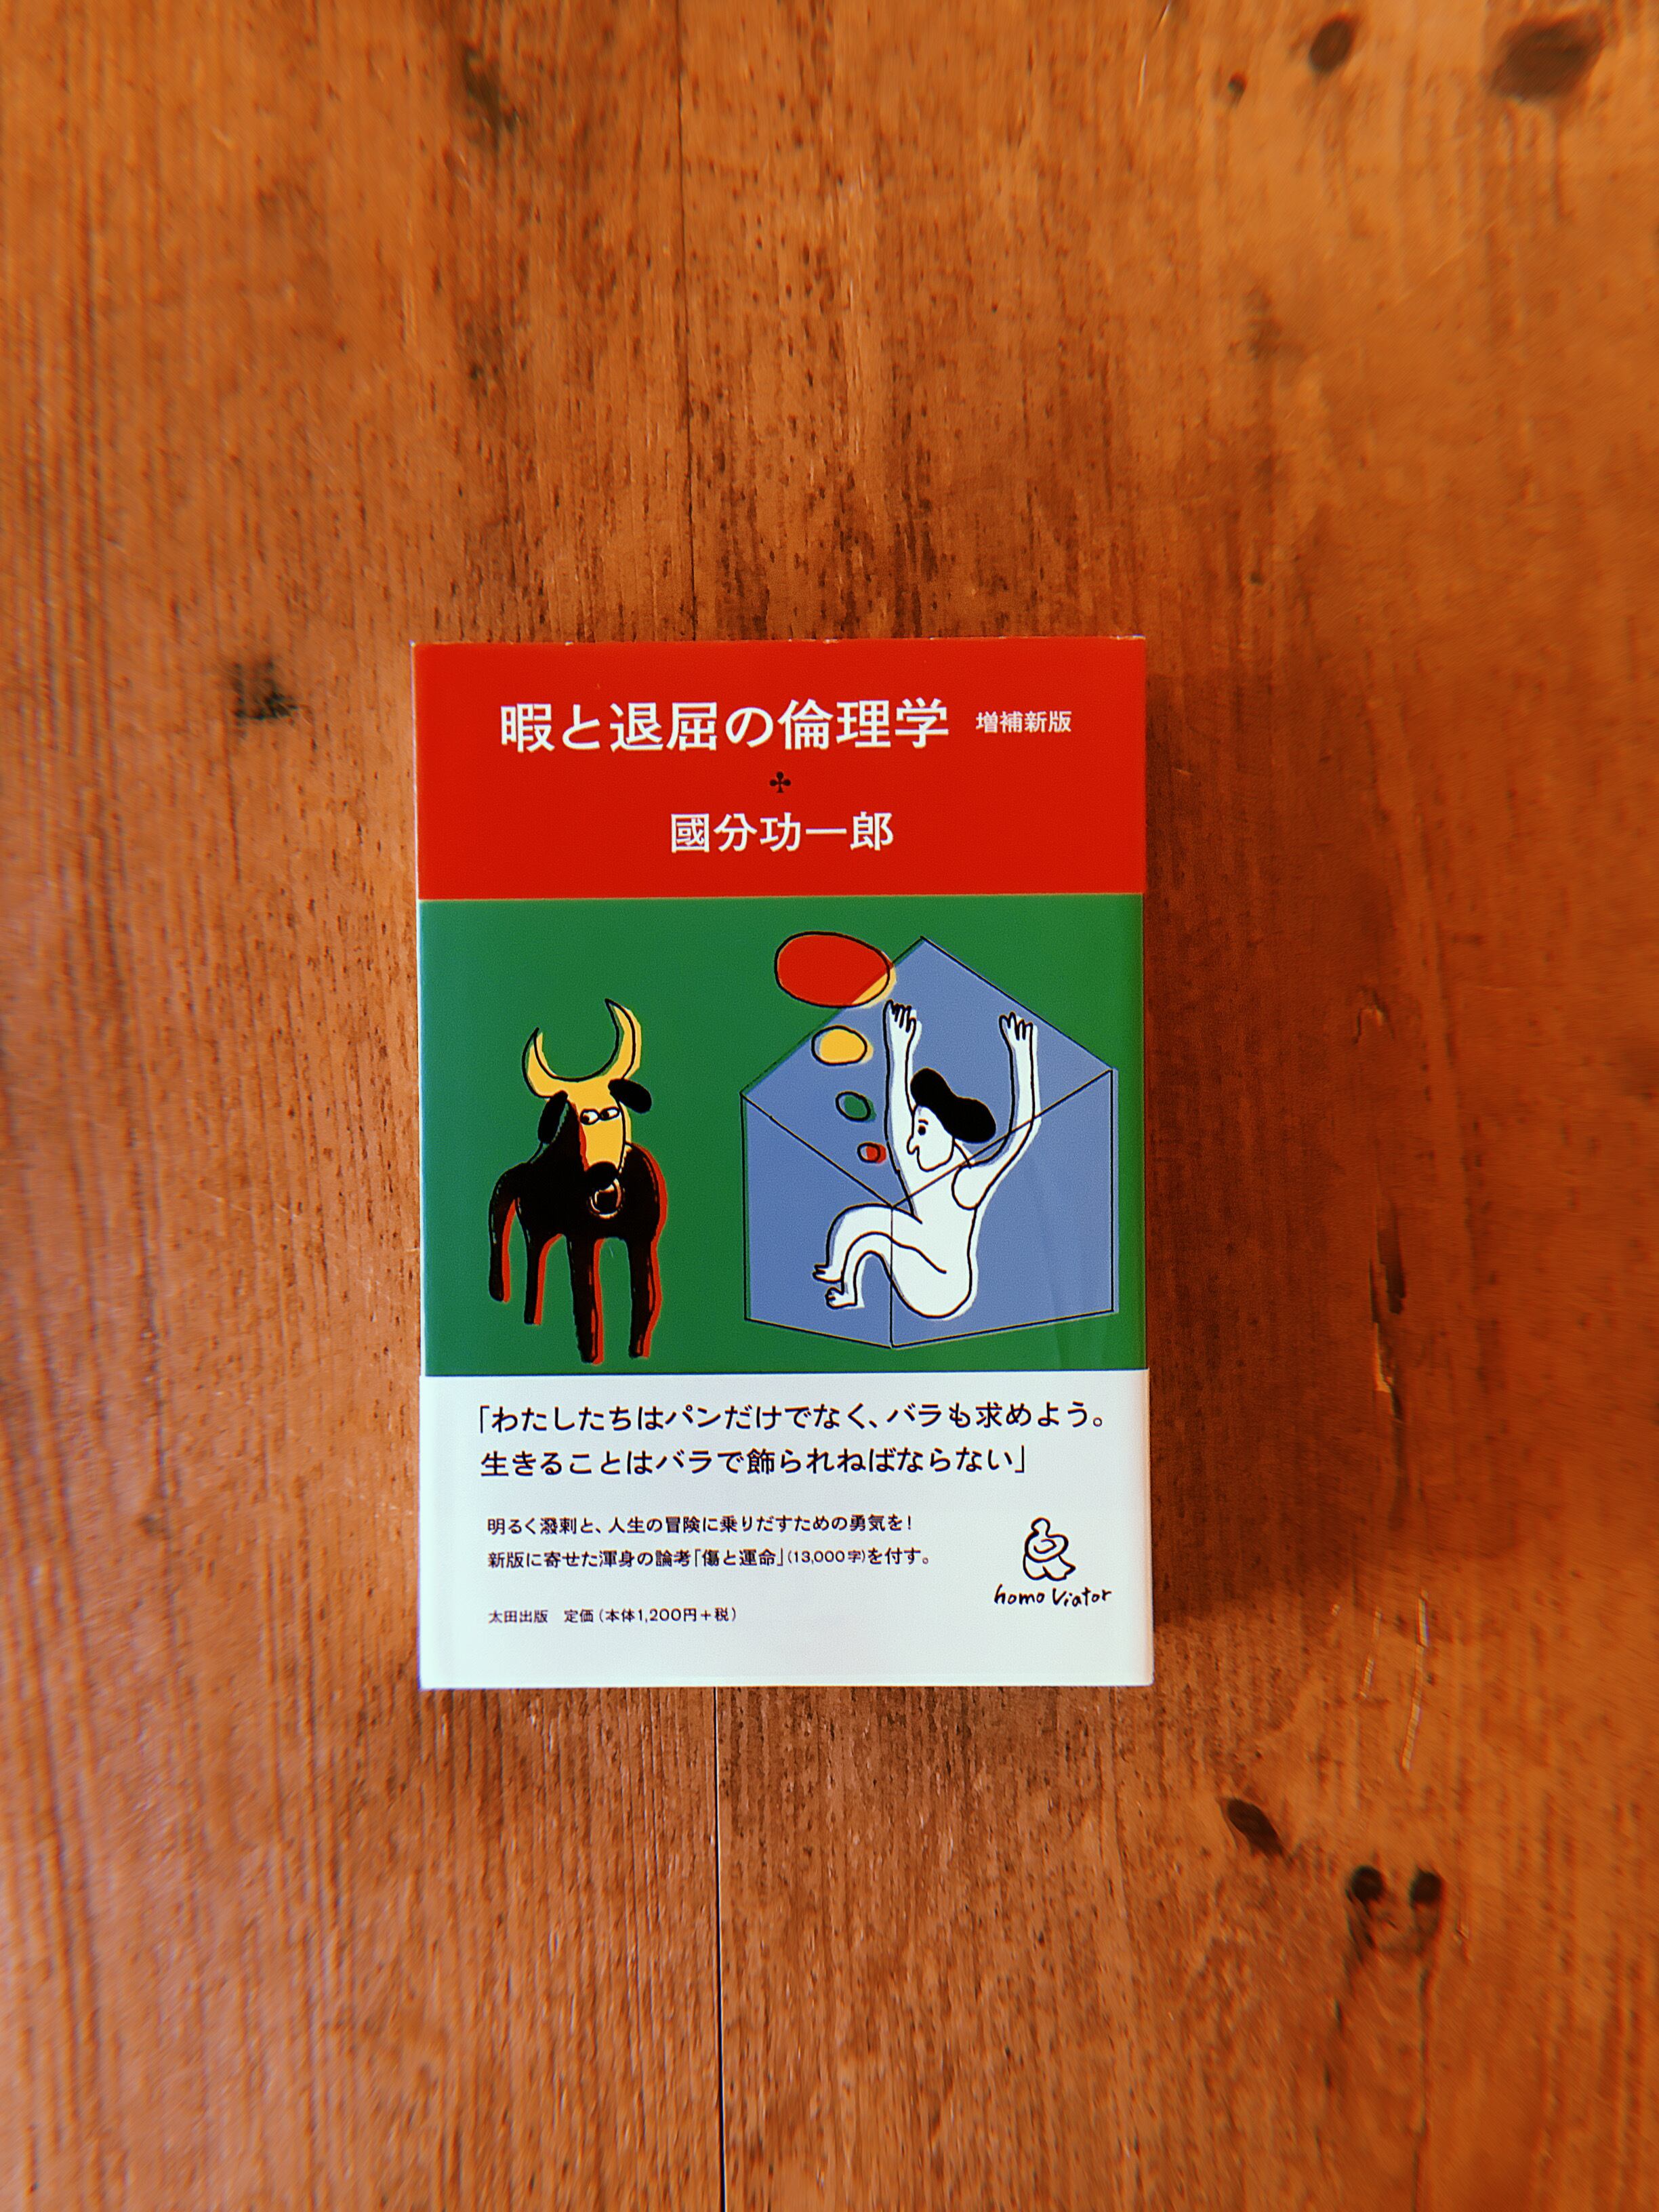 暇と退屈の倫理学 増補新版
國分功一郎
「わたしたちはパンだけでなく、バラも求めよう。
生きることはバラで飾られねばならない」
明るく潑剌と、人生の冒険に乗りだすための勇気を!
新版に寄せた渾身の論考「傷と運命」(13,000字)を付す。
homo Viator
太田出版 定価(本体1,200円+税)